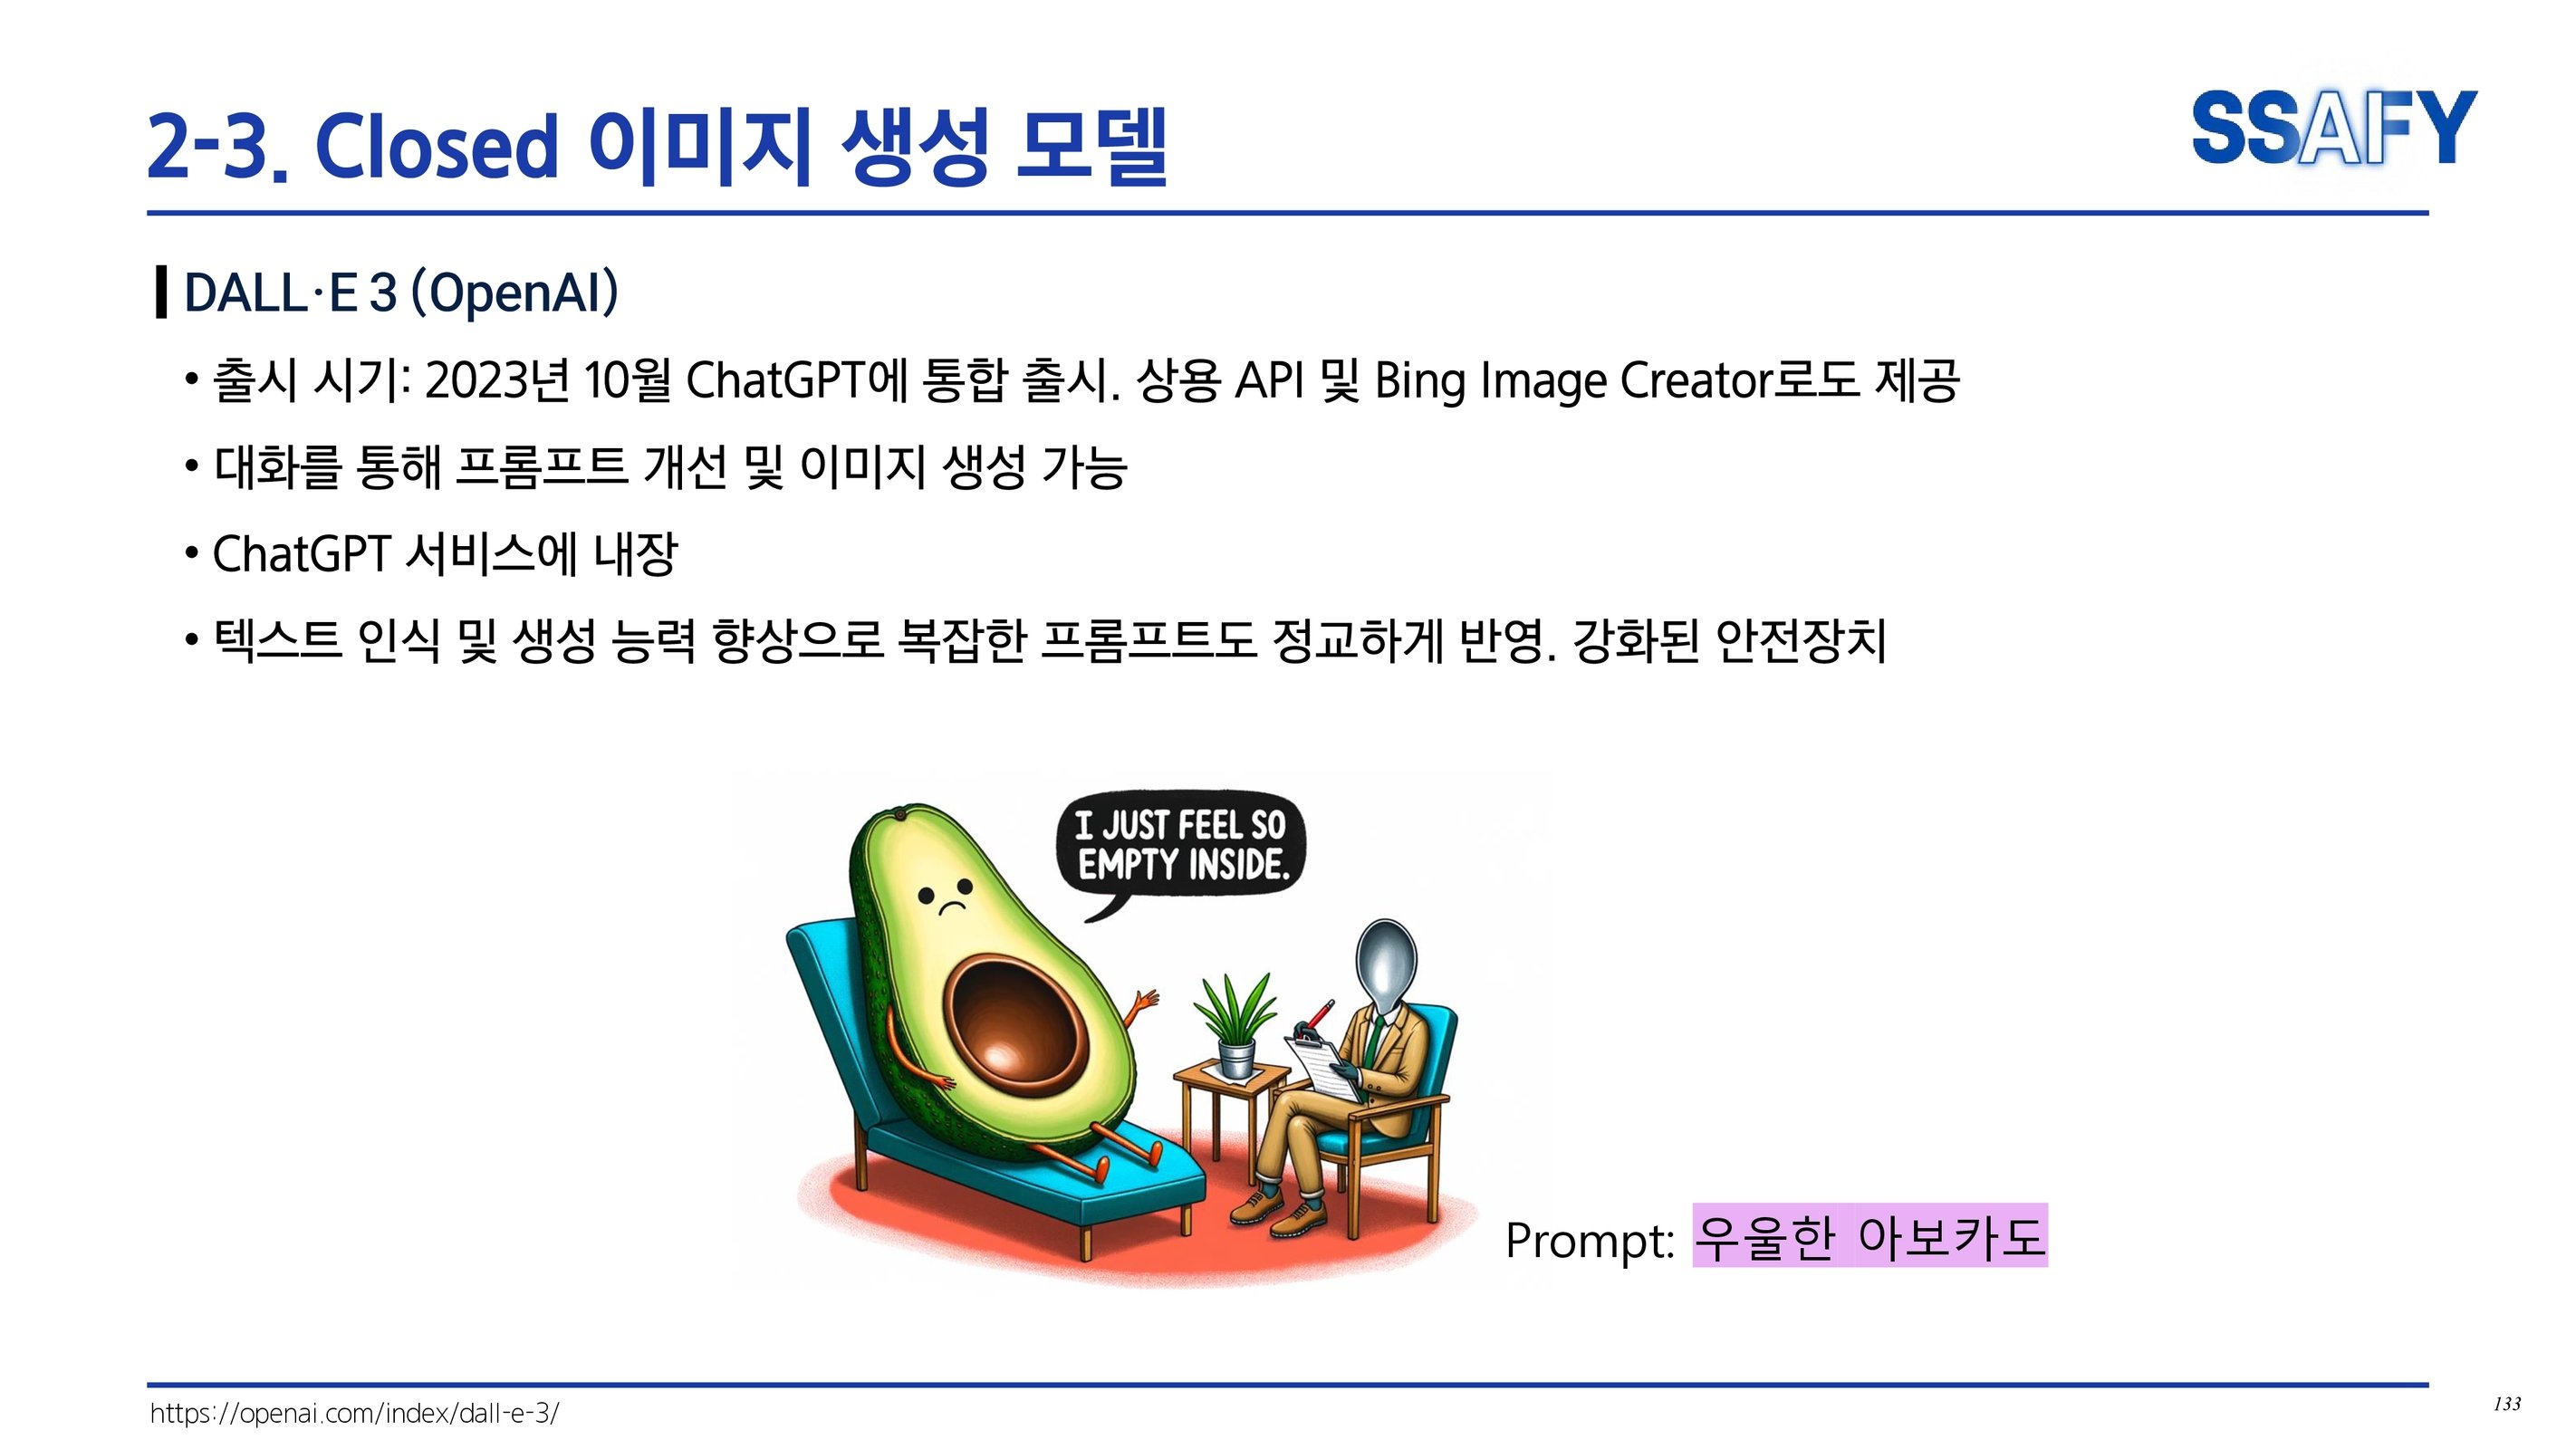 2-3. Closed 이미지 생성 모델
SSAFY
DALL·E 3 (OpenAI)
• 출시 시기: 2023년 10월 ChatGPT에 통합 출시. 상용 API 및 Bing Image Creator로도 제공
• 대화를 통해 프롬프트 개선 및 이미지 생성 가능
• ChatGPT 서비스에 내장
• 텍스트 인식 및 생성 능력 향상으로 복잡한 프롬프트도 정교하게 반영. 강화된 안전장치
I JUST FEEL SO
EMPTY INSIDE.
Prompt: 우울한 아보카도
https://openai.com/index/dall-e-3/
133